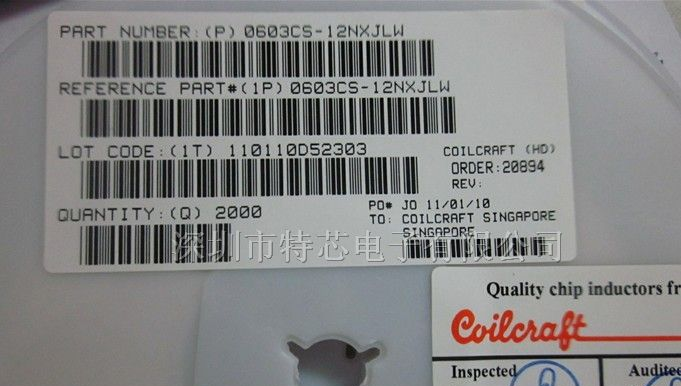 PART NUMBER:(P) 0603CS-12NXJLW
REFERENCE PART#(1P) 0603CS-12NXJLW
LOT CODE:(1T) 110110D52303
COILCRAFT (HD)
ORDER:20894
REV:
QUANTITY:(Q) 2000
PO# JO 11/01/10
TO: COILCRAFT SINGAPORE
SINGAPORE
深圳市特芯电子有限公司
Quality chip inductors fr
Coilcraft
Inspected
Audite